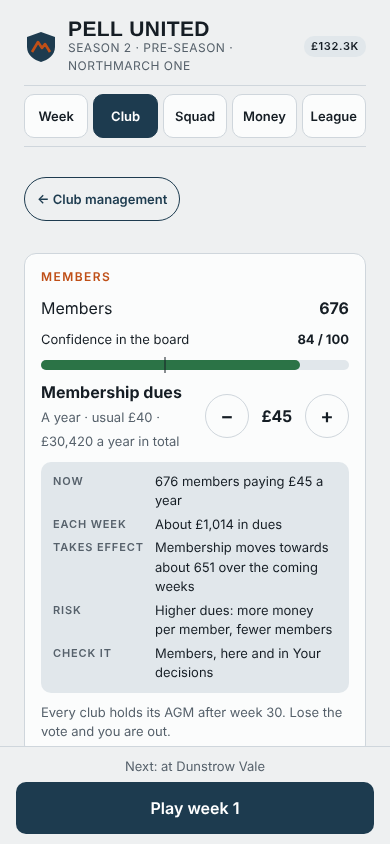 PELL UNITED
SEASON 2 · PRE-SEASON ·
NORTHMARCH ONE
£132.3K
Week
Club
Squad
Money
League
← Club management
MEMBERS
Members
676
Confidence in the board
84 / 100
Membership dues
A year · usual £40 ·
£30,420 a year in total
−
£45
+
NOW
676 members paying £45 a
year
EACH WEEK
About £1,014 in dues
TAKES EFFECT
Membership moves towards
about 651 over the coming
weeks
RISK
Higher dues: more money
per member, fewer members
CHECK IT
Members, here and in Your
decisions
Every club holds its AGM after week 30. Lose the
vote and you are out.
Next: at Dunstrow Vale
Play week 1